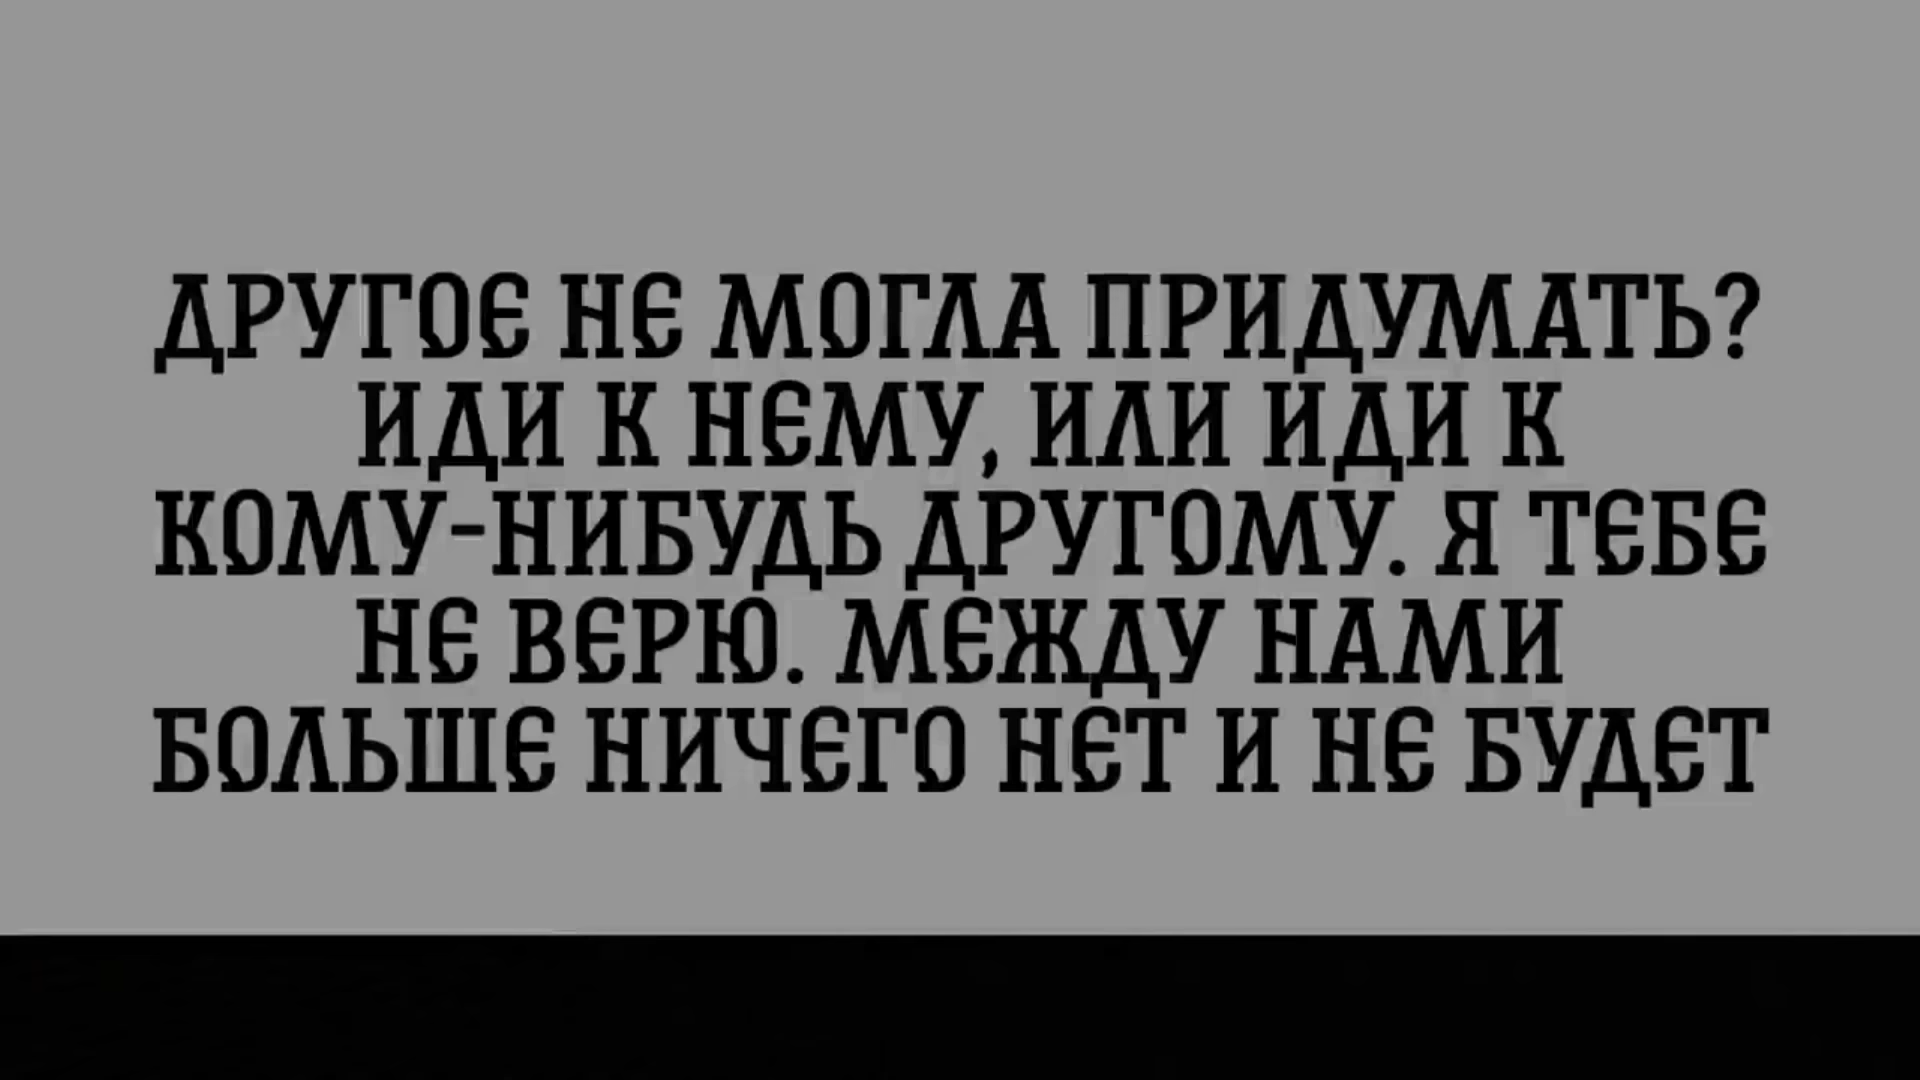 ДРУГОЕ НЕ МОГЛА ПРИДУМАТЬ?
ИДИ К НЕМУ, ИЛИ ИДИ К
КОМУ-НИБУДЬ ДРУГОМУ. Я ТЕБЕ
НЕ ВЕРЮ. МЕЖДУ НАМИ
БОЛЬШЕ НИЧЕГО НЕТ И НЕ БУДЕТ